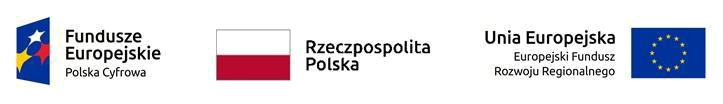 Fundusze
Europejskie
Polska Cyfrowa
Rzeczpospolita
Polska
Unia Europejska
Europejski Fundusz
Rozwoju Regionalnego